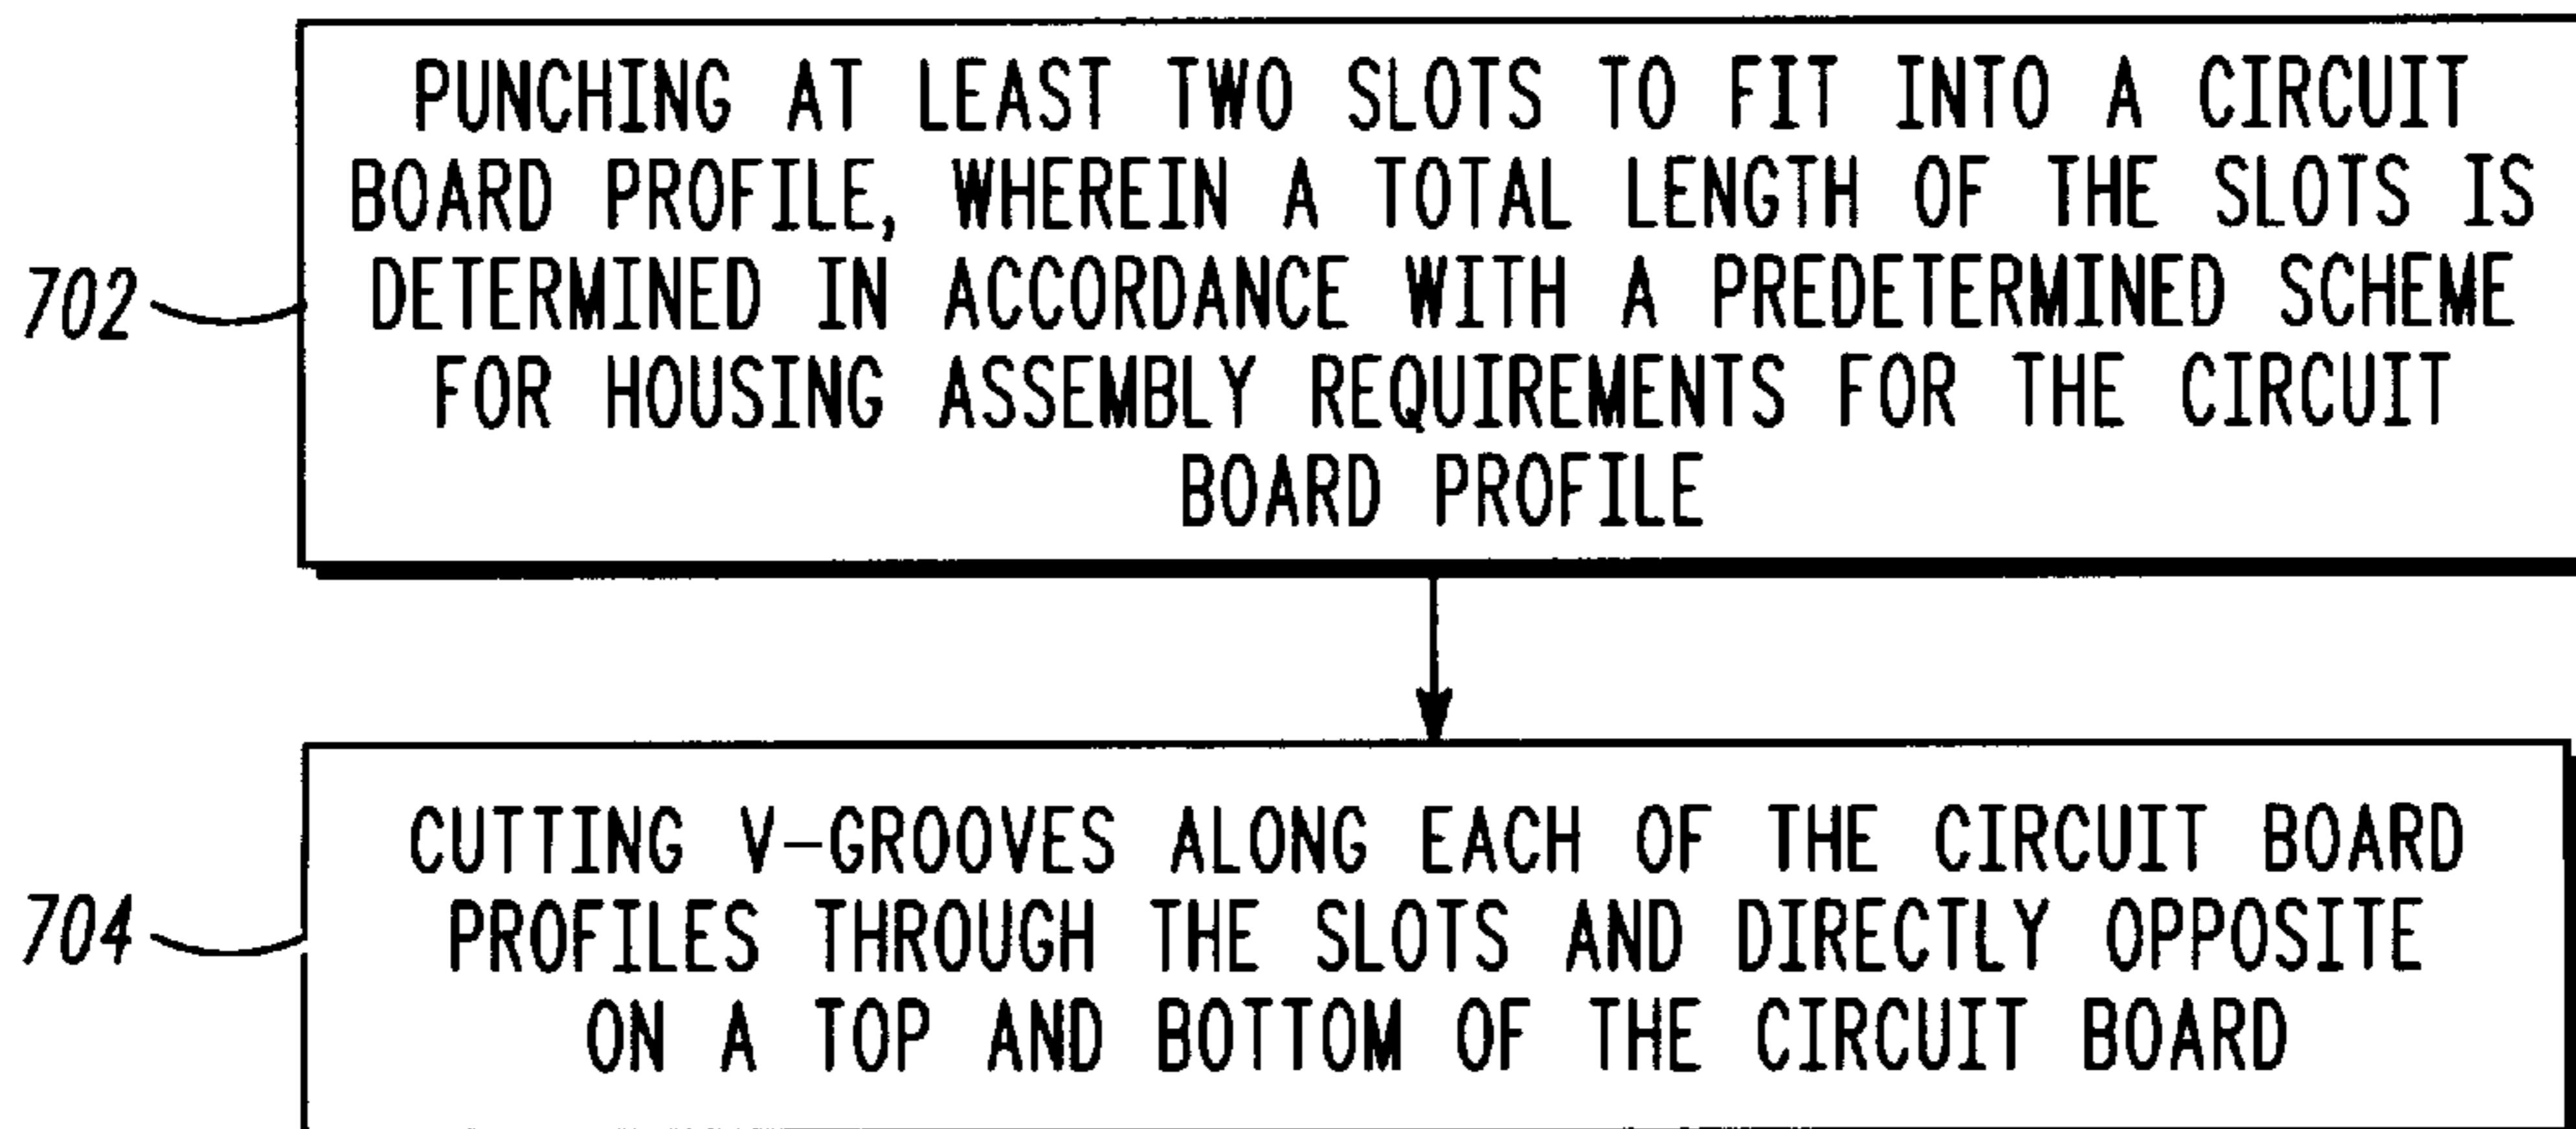 PUNCHING AT LEAST TWO SLOTS TO FIT INTO A CIRCUIT
BOARD PROFILE, WHEREIN A TOTAL LENGTH OF THE SLOTS IS
DETERMINED IN ACCORDANCE WITH A PREDETERMINED SCHEME
FOR HOUSING ASSEMBLY REQUIREMENTS FOR THE CIRCUIT
BOARD PROFILE
702
CUTTING V-GROOVES ALONG EACH OF THE CIRCUIT BOARD
PROFILES THROUGH THE SLOTS AND DIRECTLY OPPOSITE
ON A TOP AND BOTTOM OF THE CIRCUIT BOARD
704